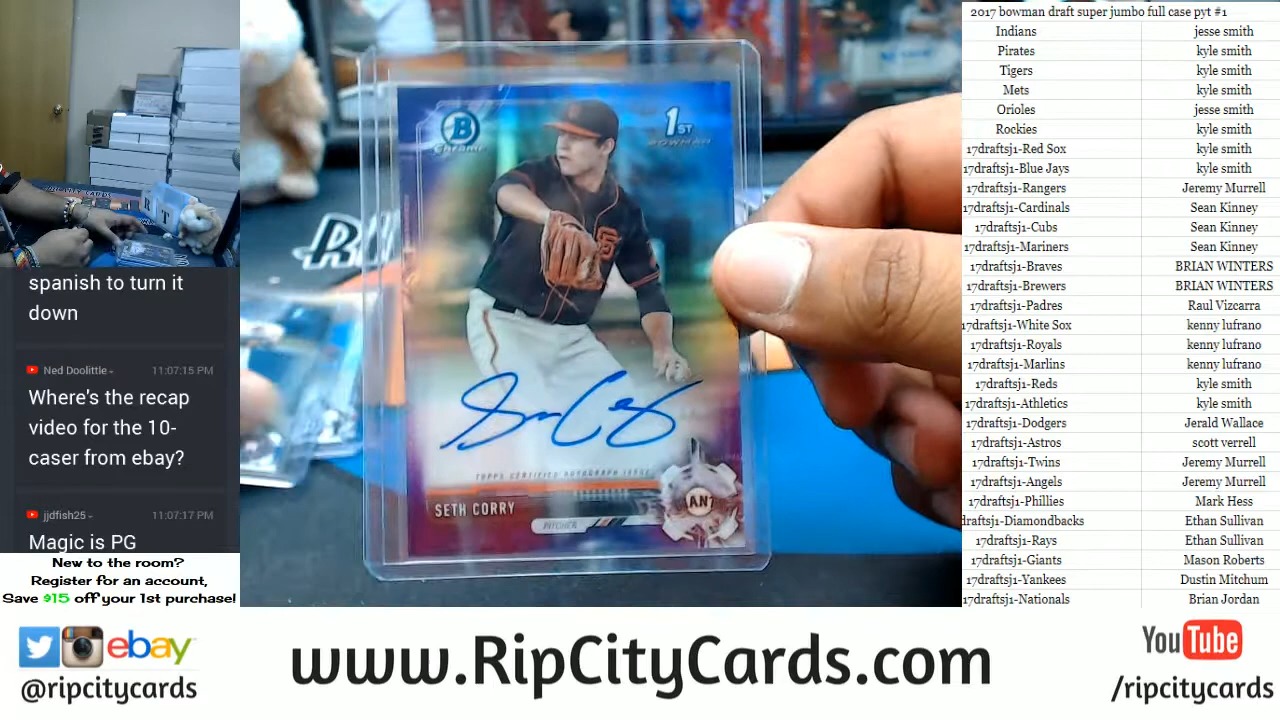 spanish to turn it
down
Ned Doolittle 11:07:15 PM
Where's the recap
video for the 10-
caser from ebay?
jjdfish25 11:07:17 PM
Magic is PG
New to the room?
Register for an account,
Save $15 off your 1st purchase!
B
Chrome
1ST
BOWMAN
TOPPS CERTIFIED AUTOGRAPH ISSUE
SETH CORRY
PITCHER
2017 bowman draft super jumbo full case pyt #1
Indians jesse smith
Pirates kyle smith
Tigers kyle smith
Mets kyle smith
Orioles jesse smith
Rockies kyle smith
17draftsj1-Red Sox kyle smith
17draftsj1-Blue Jays kyle smith
17draftsj1-Rangers Jeremy Murrell
17draftsj1-Cardinals Sean Kinney
17draftsj1-Cubs Sean Kinney
17draftsj1-Mariners Sean Kinney
17draftsj1-Braves BRIAN WINTERS
17draftsj1-Brewers BRIAN WINTERS
17draftsj1-Padres Raul Vizcarra
17draftsj1-White Sox kenny lufrano
17draftsj1-Royals kenny lufrano
17draftsj1-Marlins kenny lufrano
17draftsj1-Reds kyle smith
17draftsj1-Athletics kyle smith
17draftsj1-Dodgers Jerald Wallace
17draftsj1-Astros scott verrell
17draftsj1-Twins Jeremy Murrell
17draftsj1-Angels Jeremy Murrell
17draftsj1-Phillies Mark Hess
draftsj1-Diamondbacks Ethan Sullivan
17draftsj1-Rays Ethan Sullivan
17draftsj1-Giants Mason Roberts
17draftsj1-Yankees Dustin Mitchum
17draftsj1-Nationals Brian Jordan
ebay
@ripcitycards
www.RipCityCards.com
YouTube
/ripcitycards